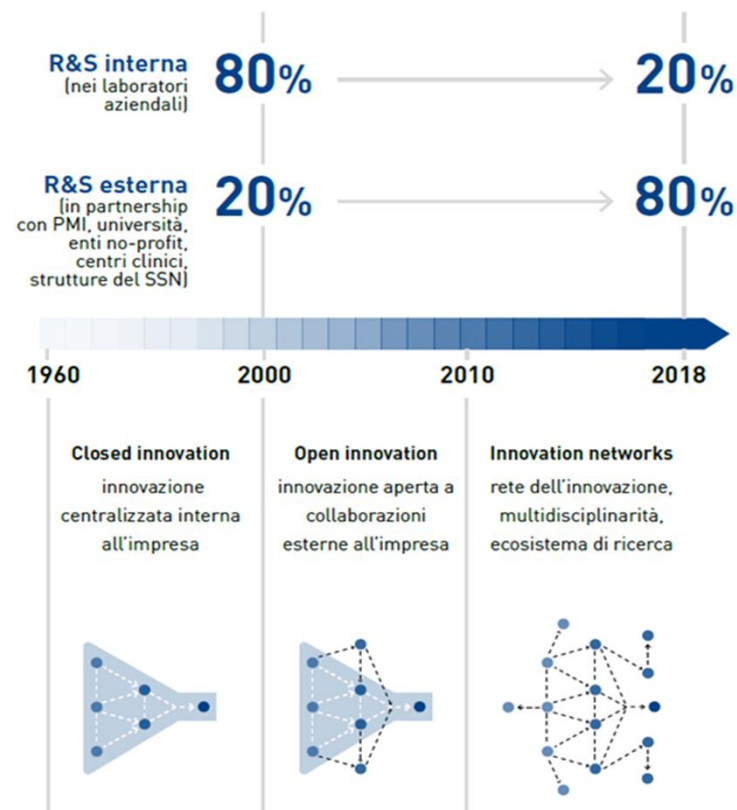 R&S interna
(nei laboratori
aziendali)
80%
20%
R&S esterna
(in partnership
con PMI, università,
enti no-profit,
centri clinici,
strutture del SSN)
20%
80%
1960
2000
2010
2018
Closed innovation
innovazione
centralizzata interna
all'impresa
Open innovation
innovazione aperta a
collaborazioni
esterne all'impresa
Innovation networks
rete dell'innovazione,
multidisciplinarità,
ecosistema di ricerca